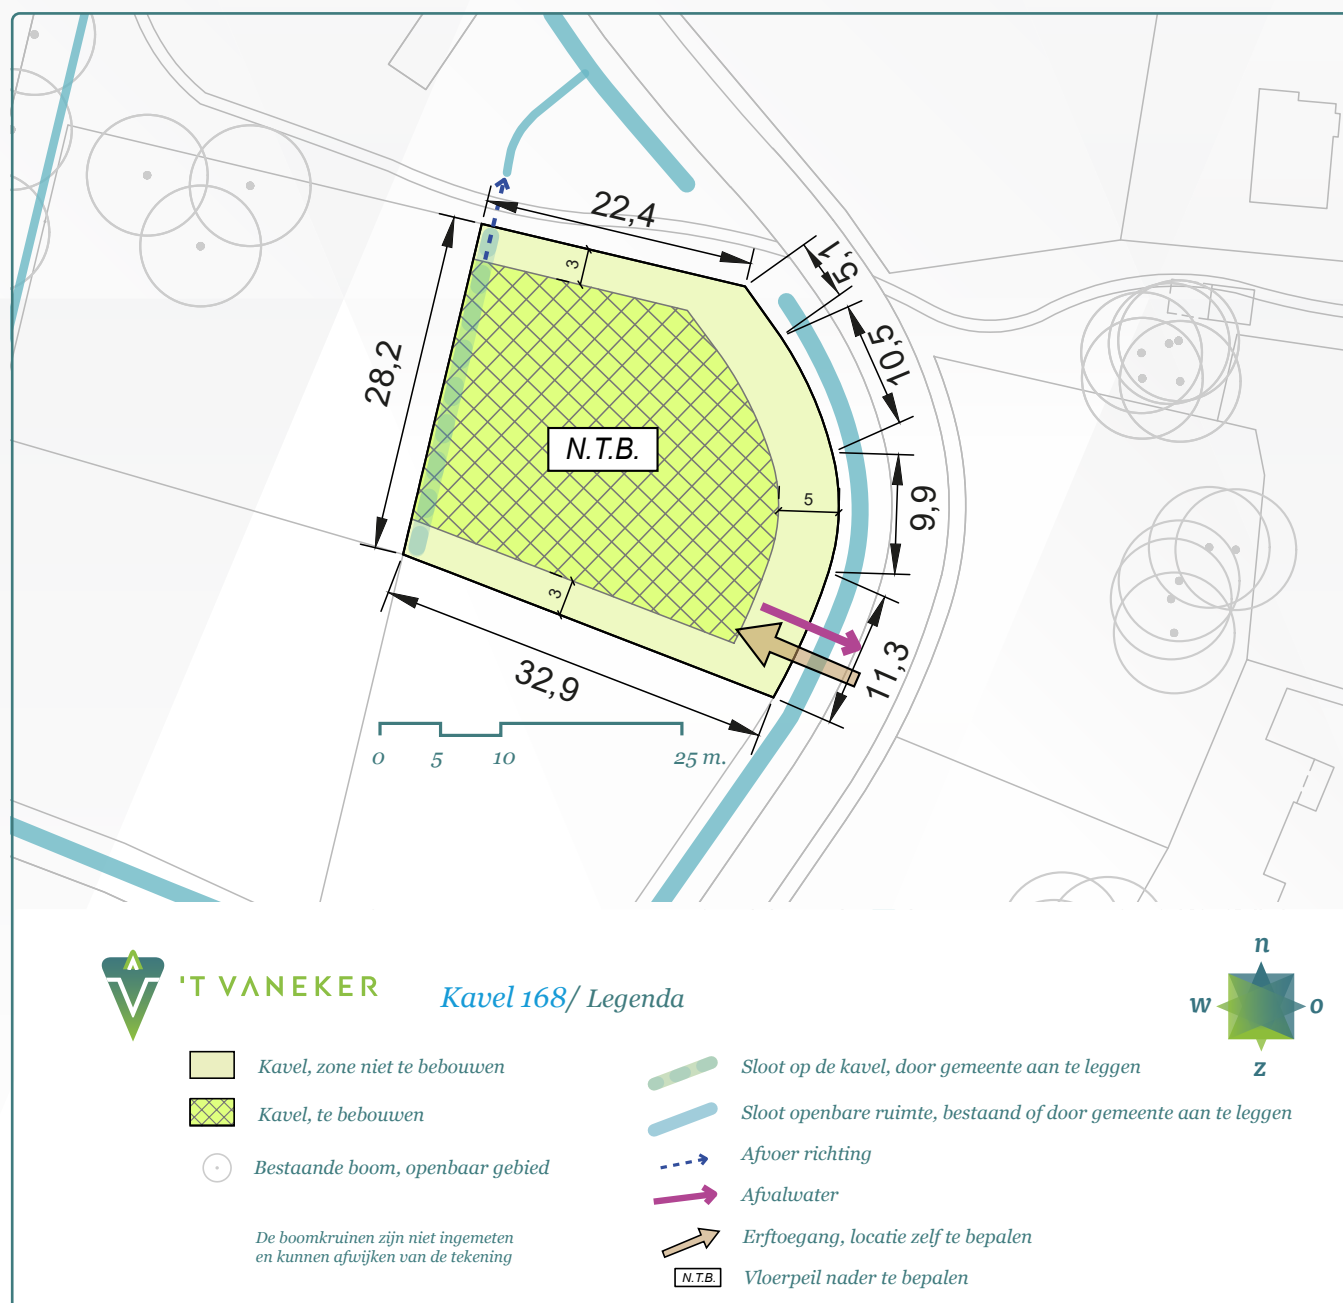 22,4
5,1
10,5
3
28,2
N.T.B.
5
9,9
3
11,3
32,9
0 5 10 25 m.
'T VANEKER
Kavel 168/ Legenda
n
w o
z
Kavel, zone niet te bebouwen
Kavel, te bebouwen
Bestaande boom, openbaar gebied
De boomkruinen zijn niet ingemeten
en kunnen afwijken van de tekening
Sloot op de kavel, door gemeente aan te leggen
Sloot openbare ruimte, bestaand of door gemeente aan te leggen
Afvoer richting
Afvalwater
Erftoegang, locatie zelf te bepalen
N.T.B. Vloerpeil nader te bepalen